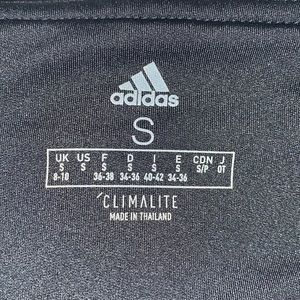 adidas
S
UK US F D I E CDN J
S S S S S S S/P OT
8-10 36-38 34-36 40-42 34-36
CLIMALITE
MADE IN THAILAND